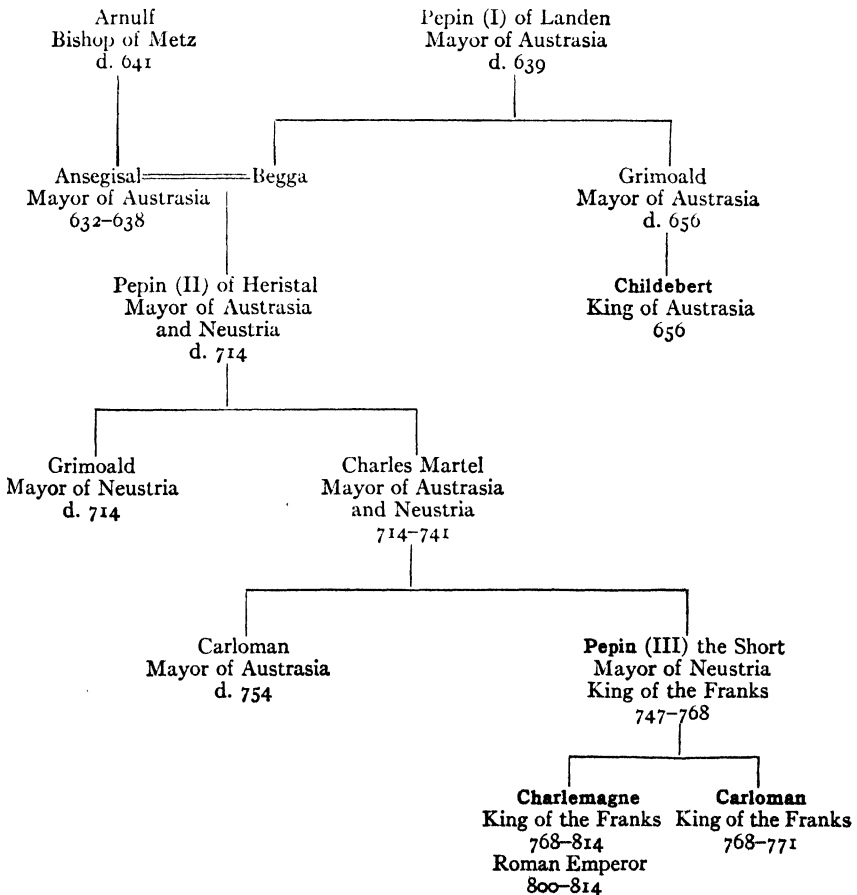 Arnulf
Bishop of Metz
d. 641
Pepin (I) of Landen
Mayor of Austrasia
d. 639
Ansegisal
Mayor of Austrasia
632–638
Begga
Grimoald
Mayor of Austrasia
d. 656
Pepin (II) of Heristal
Mayor of Austrasia
and Neustria
d. 714
Childebert
King of Austrasia
656
Grimoald
Mayor of Neustria
d. 714
Charles Martel
Mayor of Austrasia
and Neustria
714–741
Carloman
Mayor of Austrasia
d. 754
Pepin (III) the Short
Mayor of Neustria
King of the Franks
747–768
Charlemagne
King of the Franks
768–814
Roman Emperor
800–814
Carloman
King of the Franks
768–771